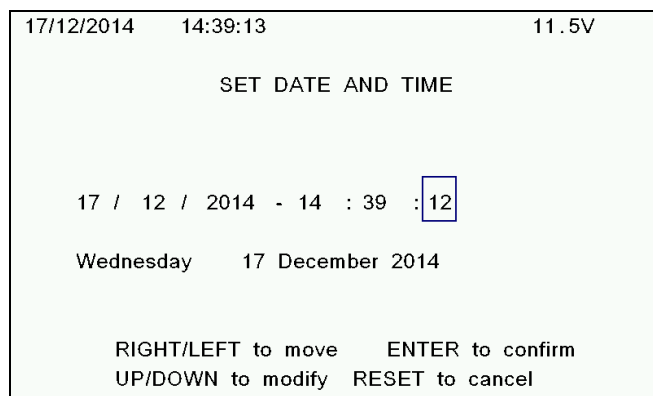 17/12/2014 14:39:13 11.5V
SET DATE AND TIME
17 / 12 / 2014 - 14 : 39 : 12
Wednesday 17 December 2014
RIGHT/LEFT to move ENTER to confirm
UP/DOWN to modify RESET to cancel